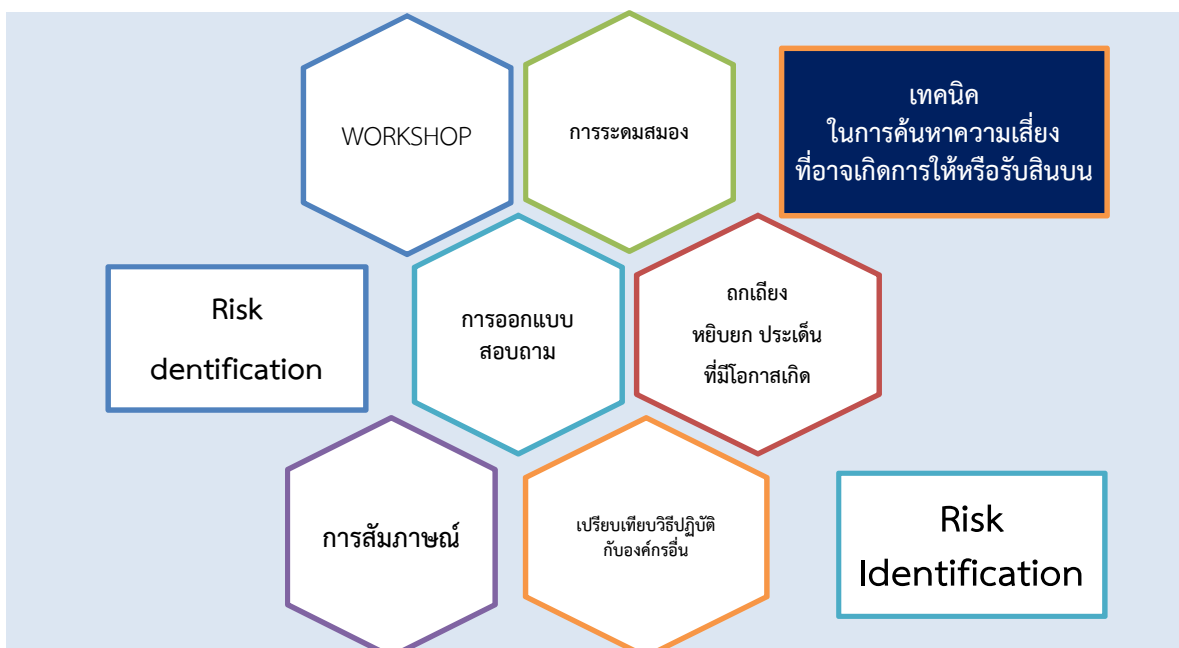 WORKSHOP
การระดมสมอง
เทคนิค
ในการค้นหาความเสี่ยง
ที่อาจเกิดการให้หรือรับสินบน
Risk
dentification
การออกแบบ
สอบถาม
ถกเถียง
หยิบยก ประเด็น
ที่มีโอกาสเกิด
การสัมภาษณ์
เปรียบเทียบวิธีปฏิบัติ
กับองค์กรอื่น
Risk
Identification